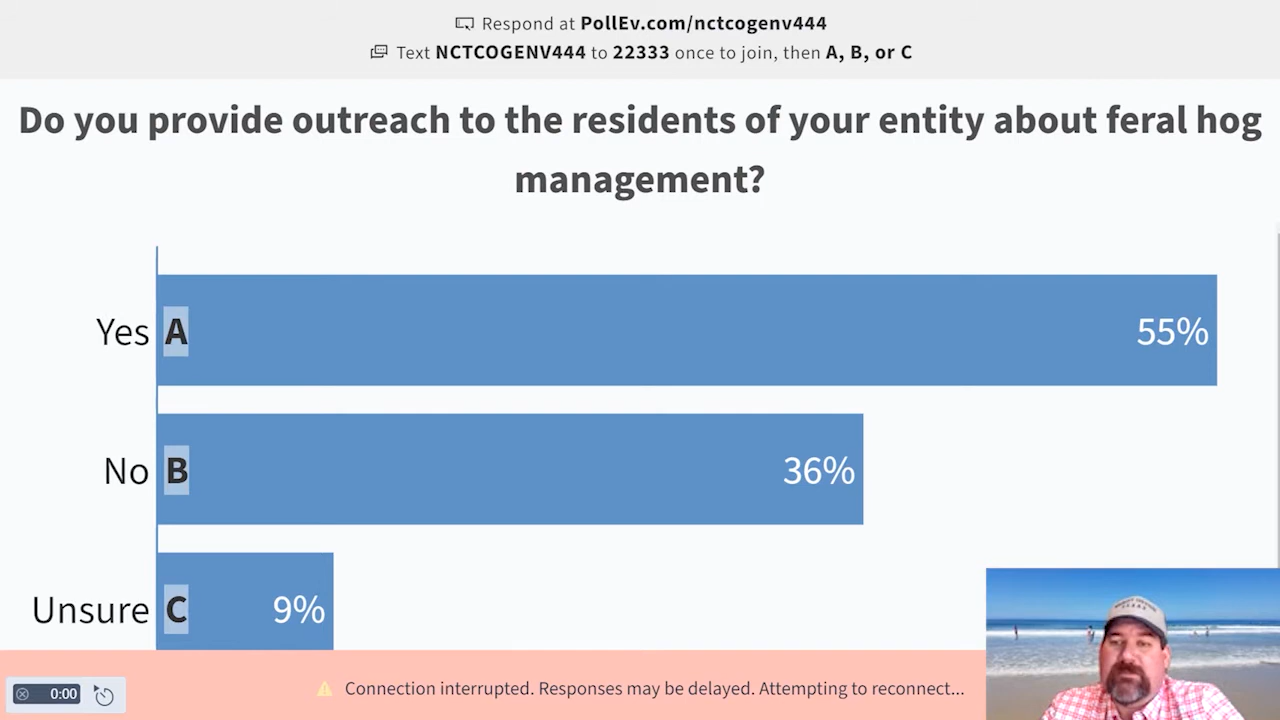 Respond at PollEv.com/nctcogenv444
Text NCTCOGENV444 to 22333 once to join, then A, B, or C
Do you provide outreach to the residents of your entity about feral hog
management?
Yes A 55%
No B 36%
Unsure C 9%
Connection interrupted. Responses may be delayed. Attempting to reconnect...
0:00